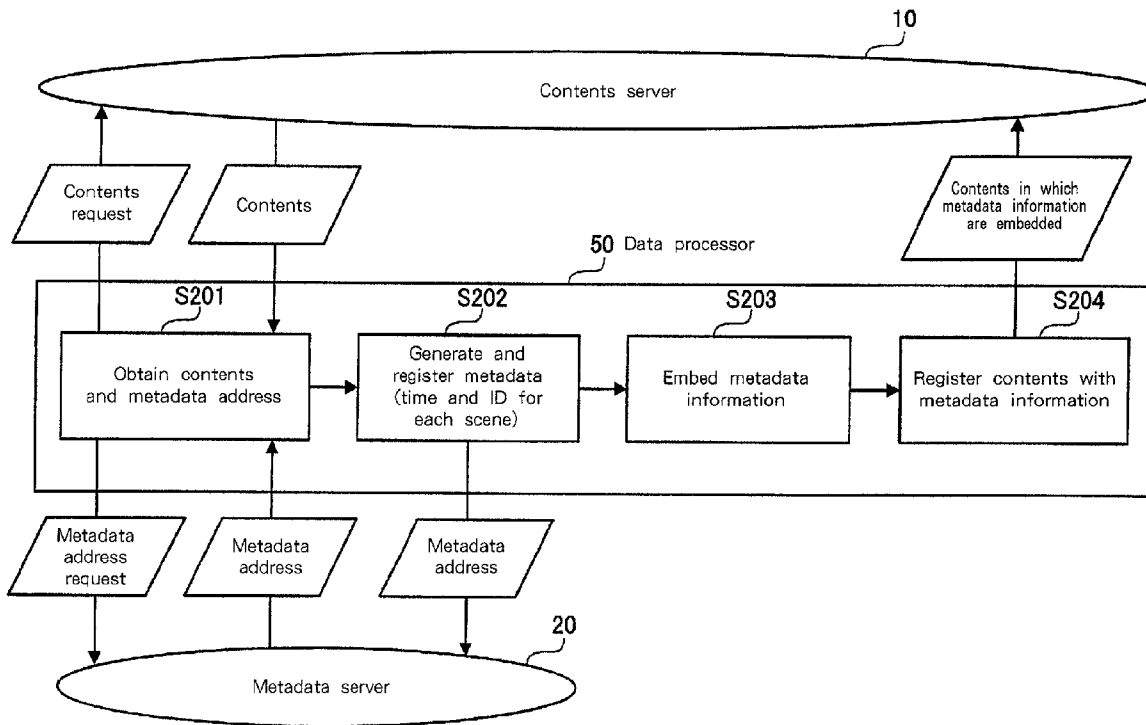 10
Contents server
Contents
request
Contents
Contents in which
metadata information
are embedded
50 Data processor
S201
S202
S203
S204
Obtain contents
and metadata address
Generate and
register metadata
(time and ID for
each scene)
Embed metadata
information
Register contents with
metadata information
Metadata
address
request
Metadata
address
Metadata
address
20
Metadata server